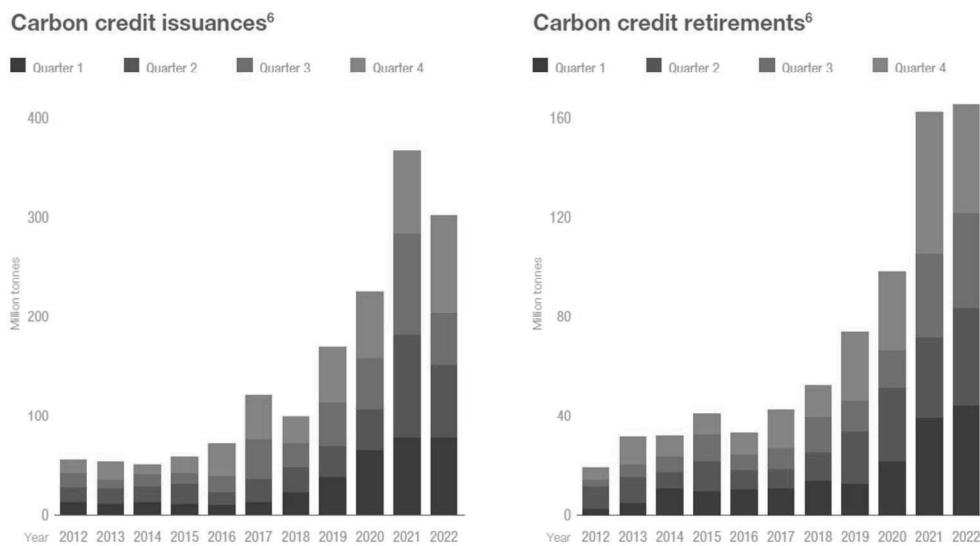 Carbon credit issuances6
Quarter 1 Quarter 2 Quarter 3 Quarter 4
400
300
200
100
0
Million tonnes
Year 2012 2013 2014 2015 2016 2017 2018 2019 2020 2021 2022
Carbon credit retirements6
Quarter 1 Quarter 2 Quarter 3 Quarter 4
160
120
80
40
0
Million tonnes
Year 2012 2013 2014 2015 2016 2017 2018 2019 2020 2021 2022